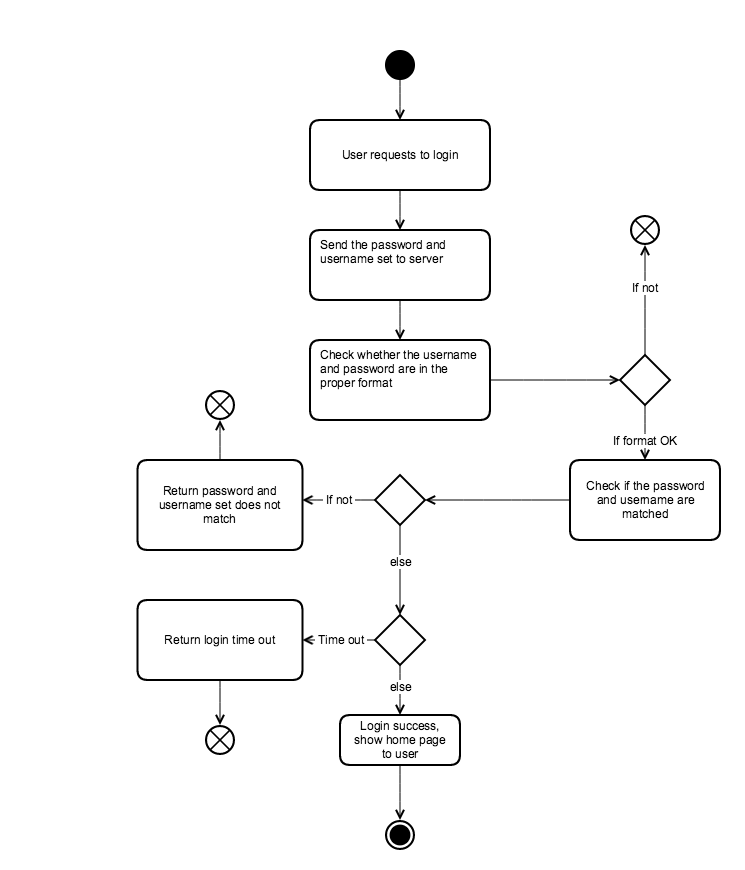 User requests to login
Send the password and
username set to server
If not
Check whether the username
and password are in the
proper format
If format OK
Check if the password
and username are
matched
If not
Return password and
username set does not
match
else
Time out
Return login time out
else
Login success,
show home page
to user